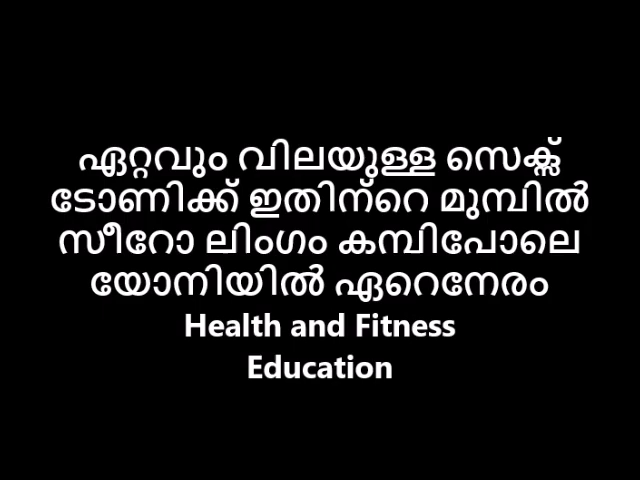 ഏറ്റവും വിലയുള്ള സെക്സ്
ടോണിക്ക് ഇതിന്റെ മുമ്പിൽ
സീറോ ലിംഗം കമ്പിപോലെ
യോനിയിൽ ഏറെനേരം
Health and Fitness
Education